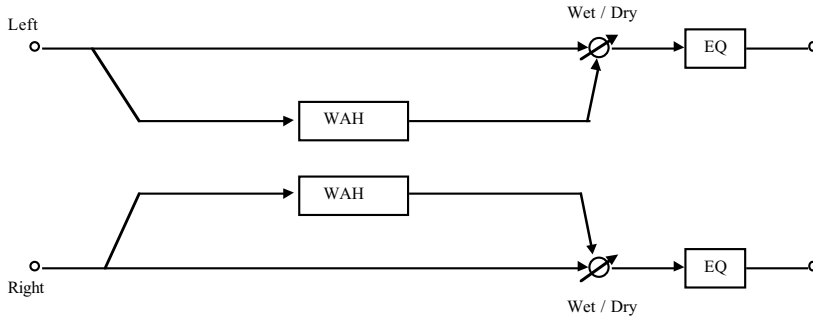 Wet / Dry
Left
EQ
WAH
WAH
EQ
Right
Wet / Dry